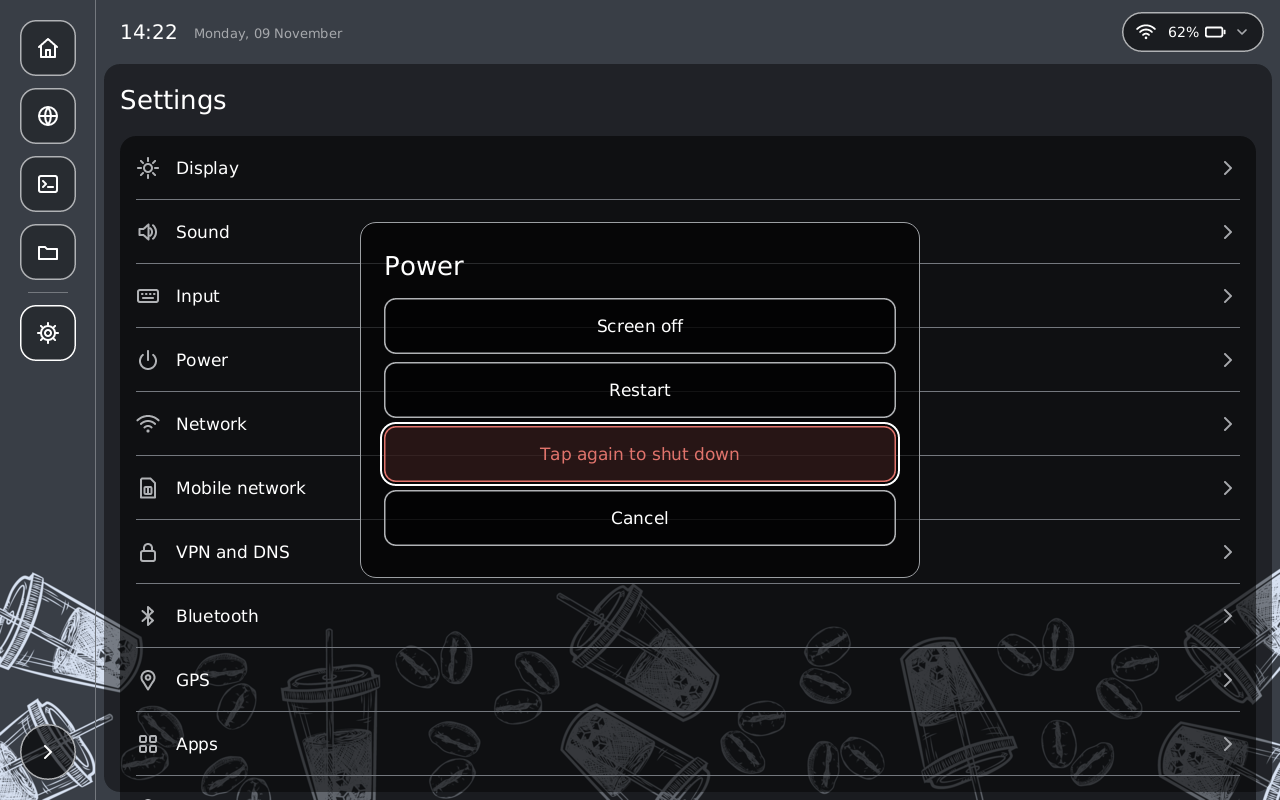 14:22 Monday, 09 November
62%
Settings
Display
Sound
Input
Power
Network
Mobile network
VPN and DNS
Bluetooth
GPS
Apps
Power
Screen off
Restart
Tap again to shut down
Cancel